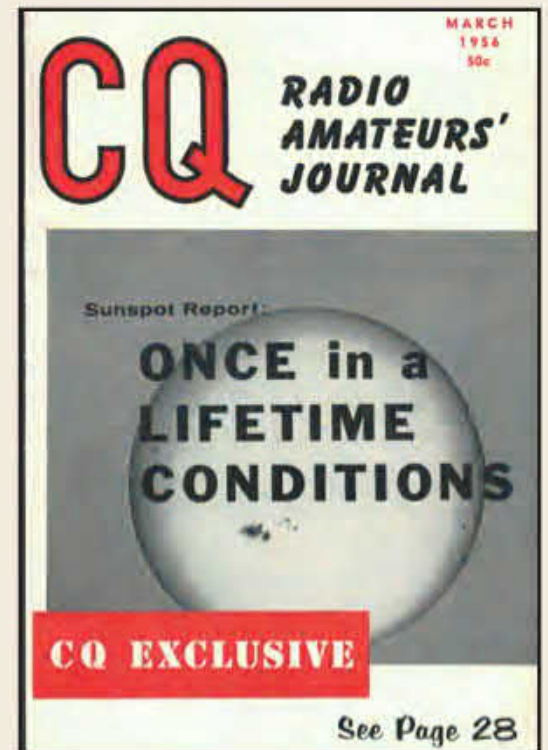 MARCH
1956
50c
CQ
RADIO
AMATEURS'
JOURNAL
Sunspot Report:
ONCE in a
LIFETIME
CONDITIONS
CQ EXCLUSIVE
See Page 28